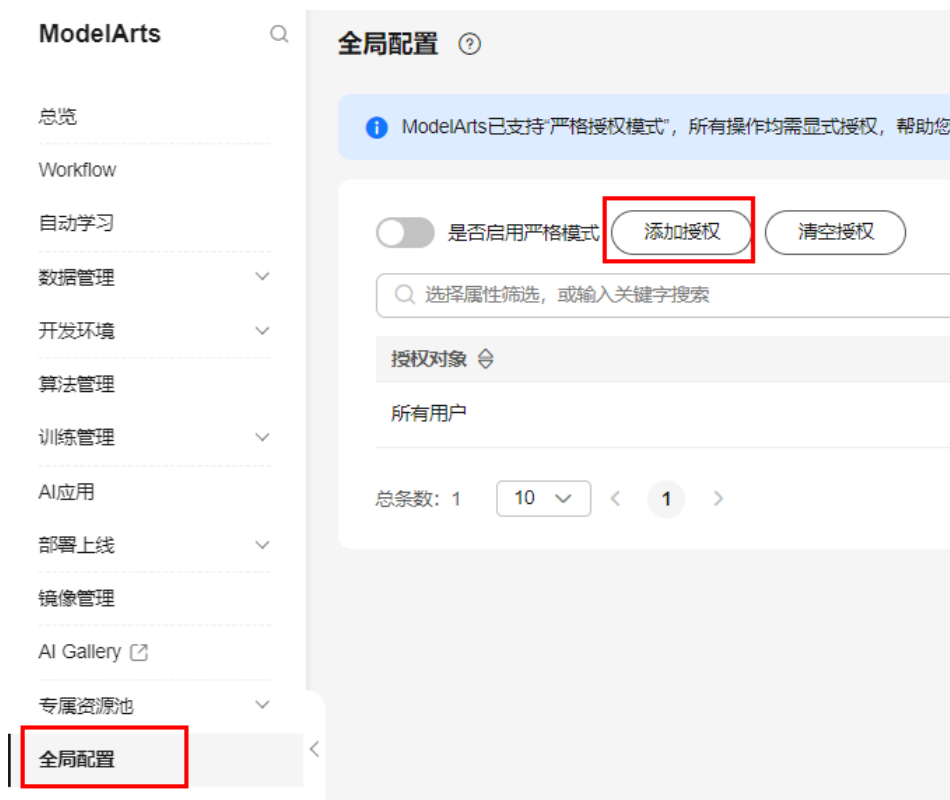 ModelArts
总览
Workflow
自动学习
数据管理
开发环境
算法管理
训练管理
AI应用
部署上线
镜像管理
AI Gallery
专属资源池
全局配置
全局配置
ModelArts已支持“严格授权模式”，所有操作均需显式授权，帮助您
是否启用严格模式 添加授权 清空授权
选择属性筛选，或输入关键字搜索
授权对象
所有用户
总条数：1 10 1